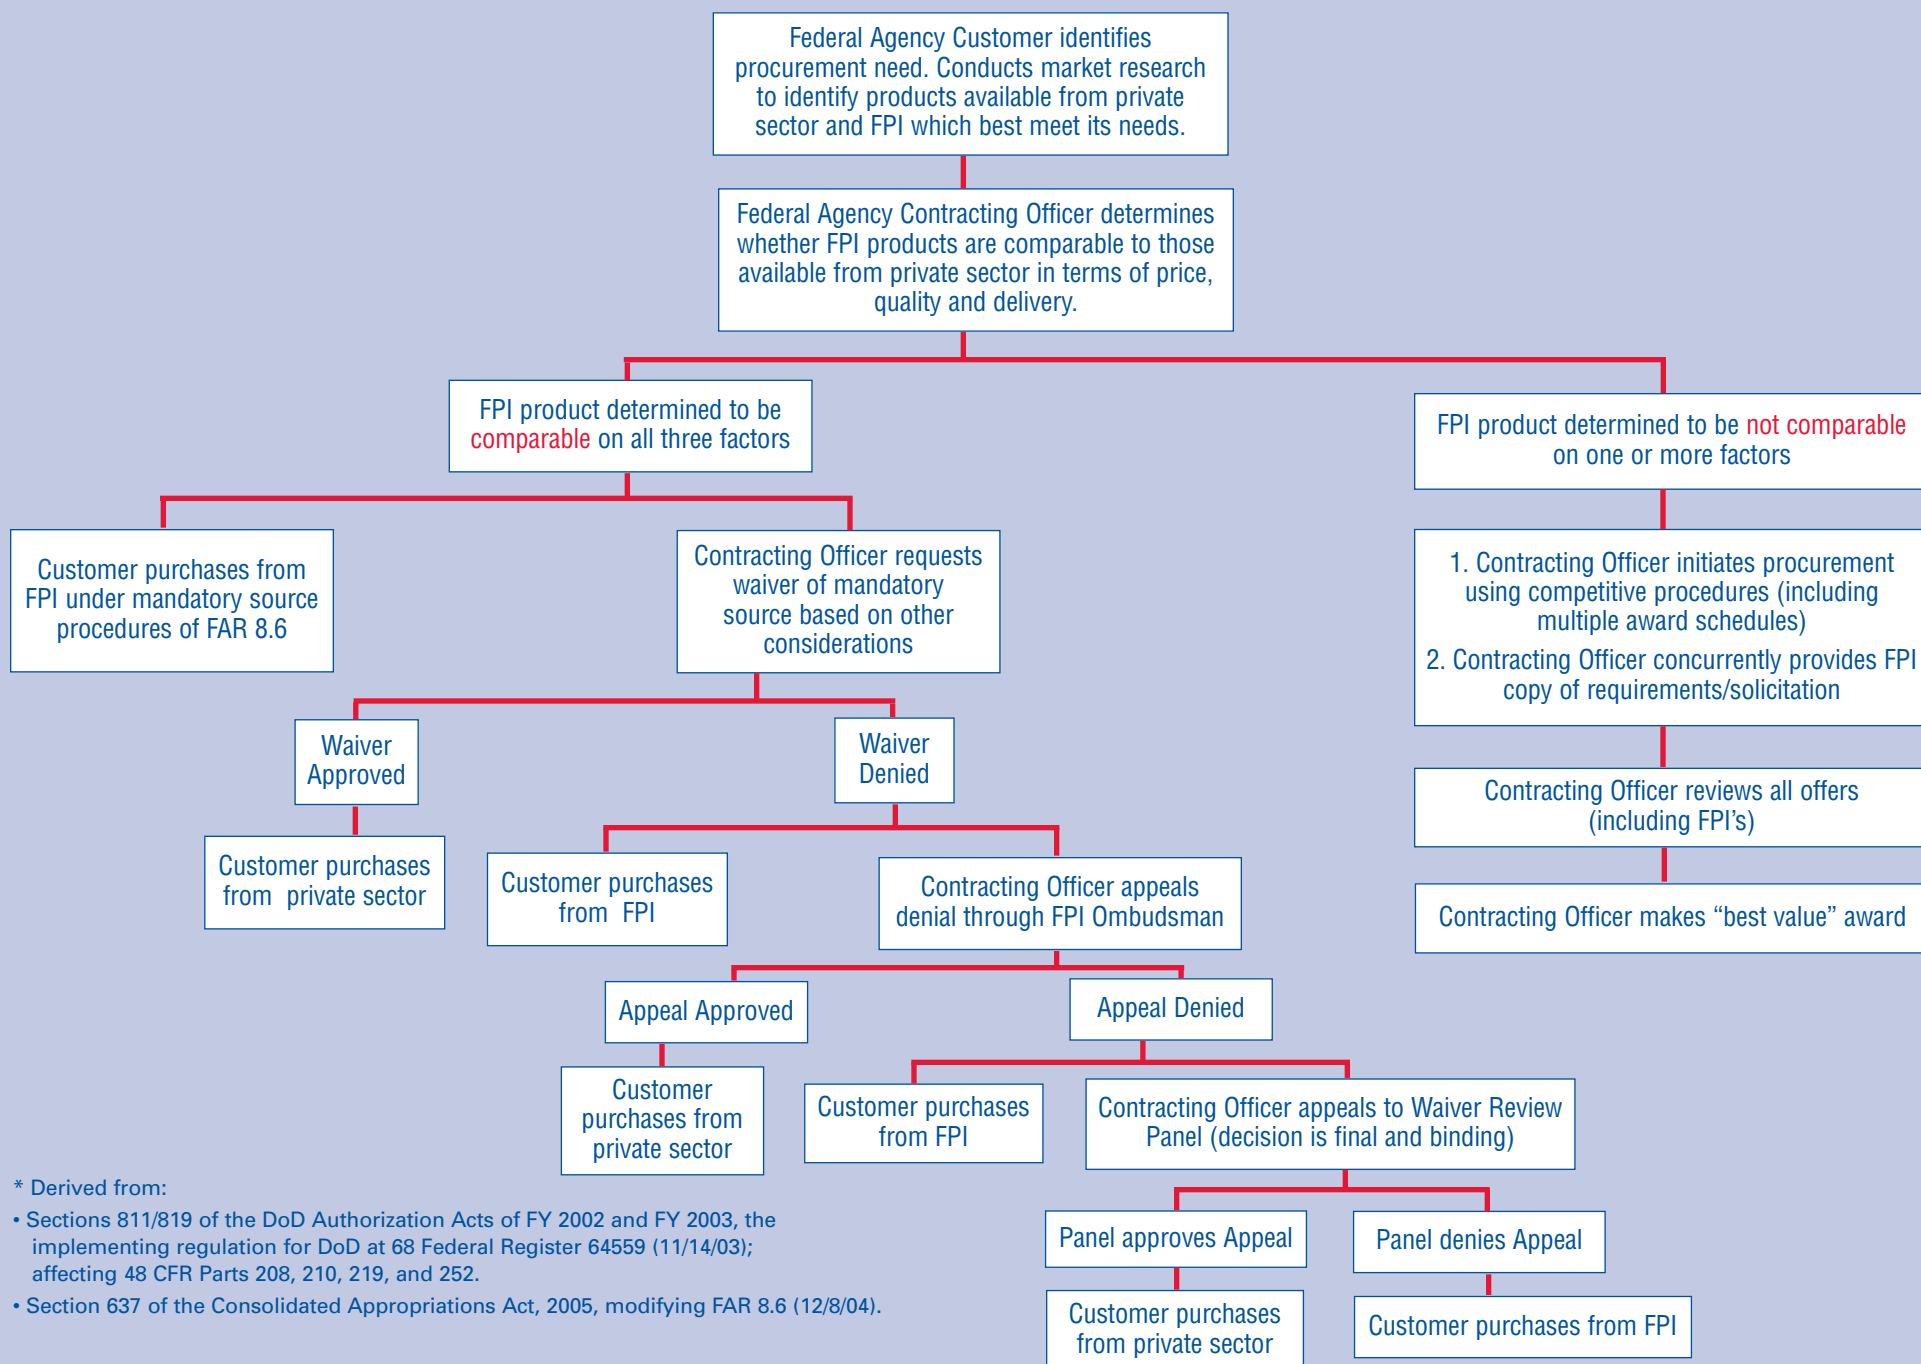 Federal Agency Customer identifies
procurement need. Conducts market research
to identify products available from private
sector and FPI which best meet its needs.
Federal Agency Contracting Officer determines
whether FPI products are comparable to those
available from private sector in terms of price,
quality and delivery.
FPI product determined to be
comparable on all three factors
FPI product determined to be not comparable
on one or more factors
Customer purchases from
FPI under mandatory source
procedures of FAR 8.6
Contracting Officer requests
waiver of mandatory
source based on other
considerations
1. Contracting Officer initiates procurement
using competitive procedures (including
multiple award schedules)
2. Contracting Officer concurrently provides FPI
copy of requirements/solicitation
Waiver
Approved
Waiver
Denied
Contracting Officer reviews all offers
(including FPI's)
Customer purchases
from private sector
Customer purchases
from FPI
Contracting Officer appeals
denial through FPI Ombudsman
Contracting Officer makes “best value” award
Appeal Approved
Appeal Denied
Customer
purchases from
private sector
Customer purchases
from FPI
Contracting Officer appeals to Waiver Review
Panel (decision is final and binding)
Panel approves Appeal
Panel denies Appeal
Customer purchases
from private sector
Customer purchases from FPI
* Derived from:
• Sections 811/819 of the DoD Authorization Acts of FY 2002 and FY 2003, the
implementing regulation for DoD at 68 Federal Register 64559 (11/14/03);
affecting 48 CFR Parts 208, 210, 219, and 252.
• Section 637 of the Consolidated Appropriations Act, 2005, modifying FAR 8.6 (12/8/04).